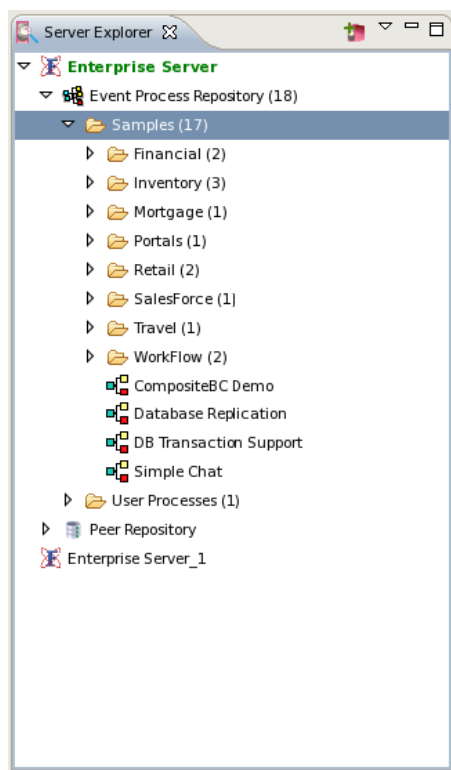 Server Explorer
Enterprise Server
Event Process Repository (18)
Samples (17)
Financial (2)
Inventory (3)
Mortgage (1)
Portals (1)
Retail (2)
SalesForce (1)
Travel (1)
WorkFlow (2)
CompositeBC Demo
Database Replication
DB Transaction Support
Simple Chat
User Processes (1)
Peer Repository
Enterprise Server_1